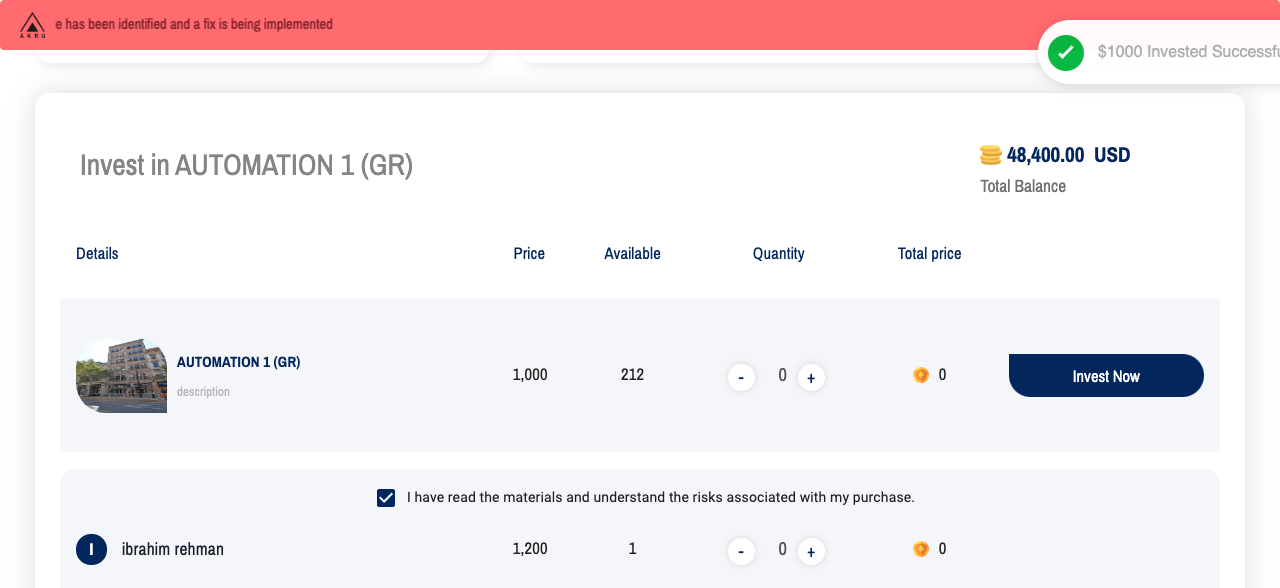 AKRU
e has been identified and a fix is being implemented
$1000 Invested
Invest in AUTOMATION 1 (GR)
48,400.00 USD
Total Balance
Details Price Available Quantity Total price
AUTOMATION 1 (GR)
description
1,000 212 - 0 + 0 Invest Now
I have read the materials and understand the risks associated with my purchase.
I ibrahim rehman 1,200 1 - 0 + 0